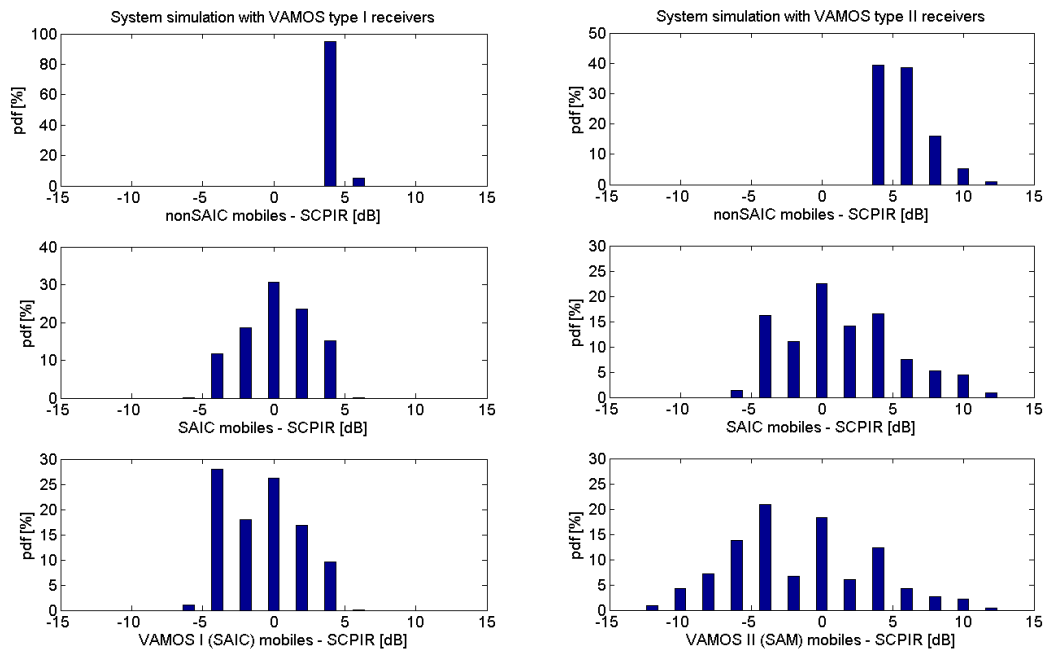 System simulation with VAMOS type I receivers
100
80
60
40
20
0
pdf [%]
-15 -10 -5 0 5 10 15
nonSAIC mobiles - SCPIR [dB]
System simulation with VAMOS type II receivers
50
40
30
20
10
0
pdf [%]
-15 -10 -5 0 5 10 15
nonSAIC mobiles - SCPIR [dB]
40
30
20
10
0
pdf [%]
-15 -10 -5 0 5 10 15
SAIC mobiles - SCPIR [dB]
30
25
20
15
10
5
0
pdf [%]
-15 -10 -5 0 5 10 15
SAIC mobiles - SCPIR [dB]
30
25
20
15
10
5
0
pdf [%]
-15 -10 -5 0 5 10 15
VAMOS I (SAIC) mobiles - SCPIR [dB]
30
25
20
15
10
5
0
pdf [%]
-15 -10 -5 0 5 10 15
VAMOS II (SAM) mobiles - SCPIR [dB]